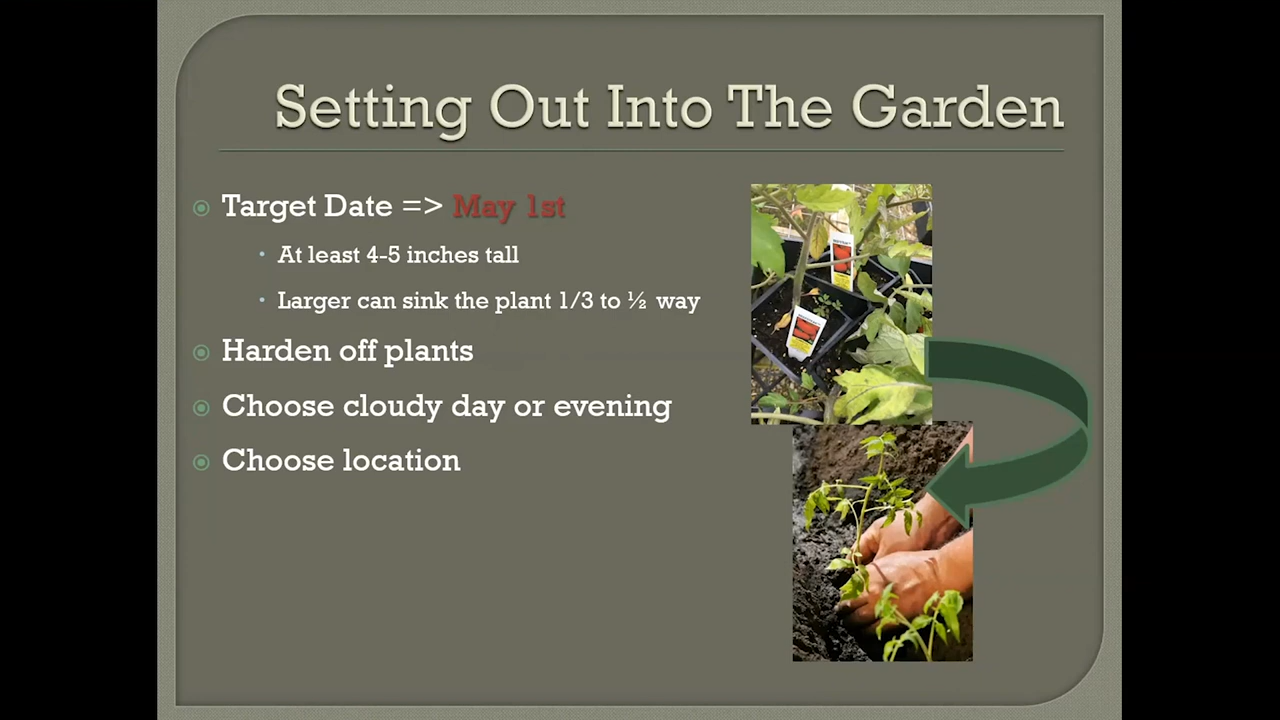 Setting Out Into The Garden
Target Date => May 1st
At least 4-5 inches tall
Larger can sink the plant 1/3 to ½ way
Harden off plants
Choose cloudy day or evening
Choose location